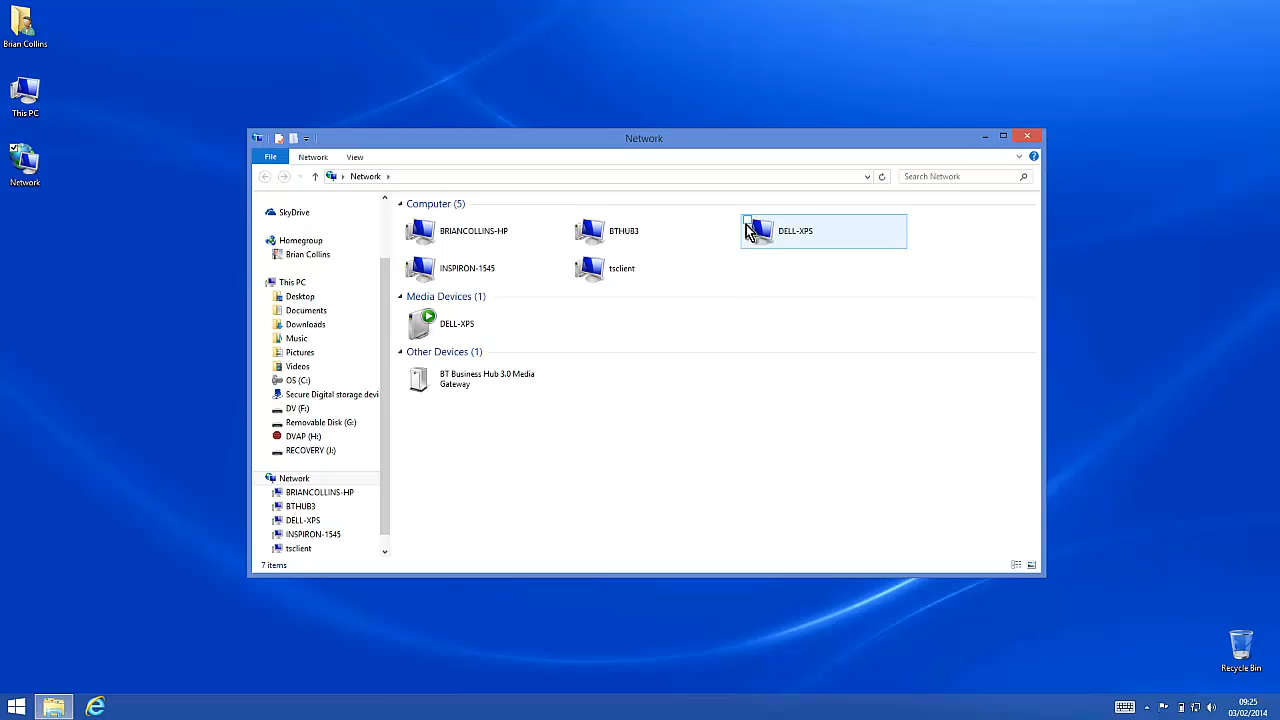 Brian Collins
This PC
Network
Network
File Network View
Network
Search Network
SkyDrive
Homegroup
Brian Collins
This PC
Desktop
Documents
Downloads
Music
Pictures
Videos
OS (C:)
Secure Digital storage devi
DV (F:)
Removable Disk (G:)
DVAP (H:)
RECOVERY (J:)
Network
BRIANCOLLINS-HP
BTHUB3
DELL-XPS
INSPIRON-1545
tsclient
Computer (5)
BRIANCOLLINS-HP BTHUB3 DELL-XPS
INSPIRON-1545 tsclient
Media Devices (1)
DELL-XPS
Other Devices (1)
BT Business Hub 3.0 Media
Gateway
7 items
Recycle Bin
09:25
03/02/2014